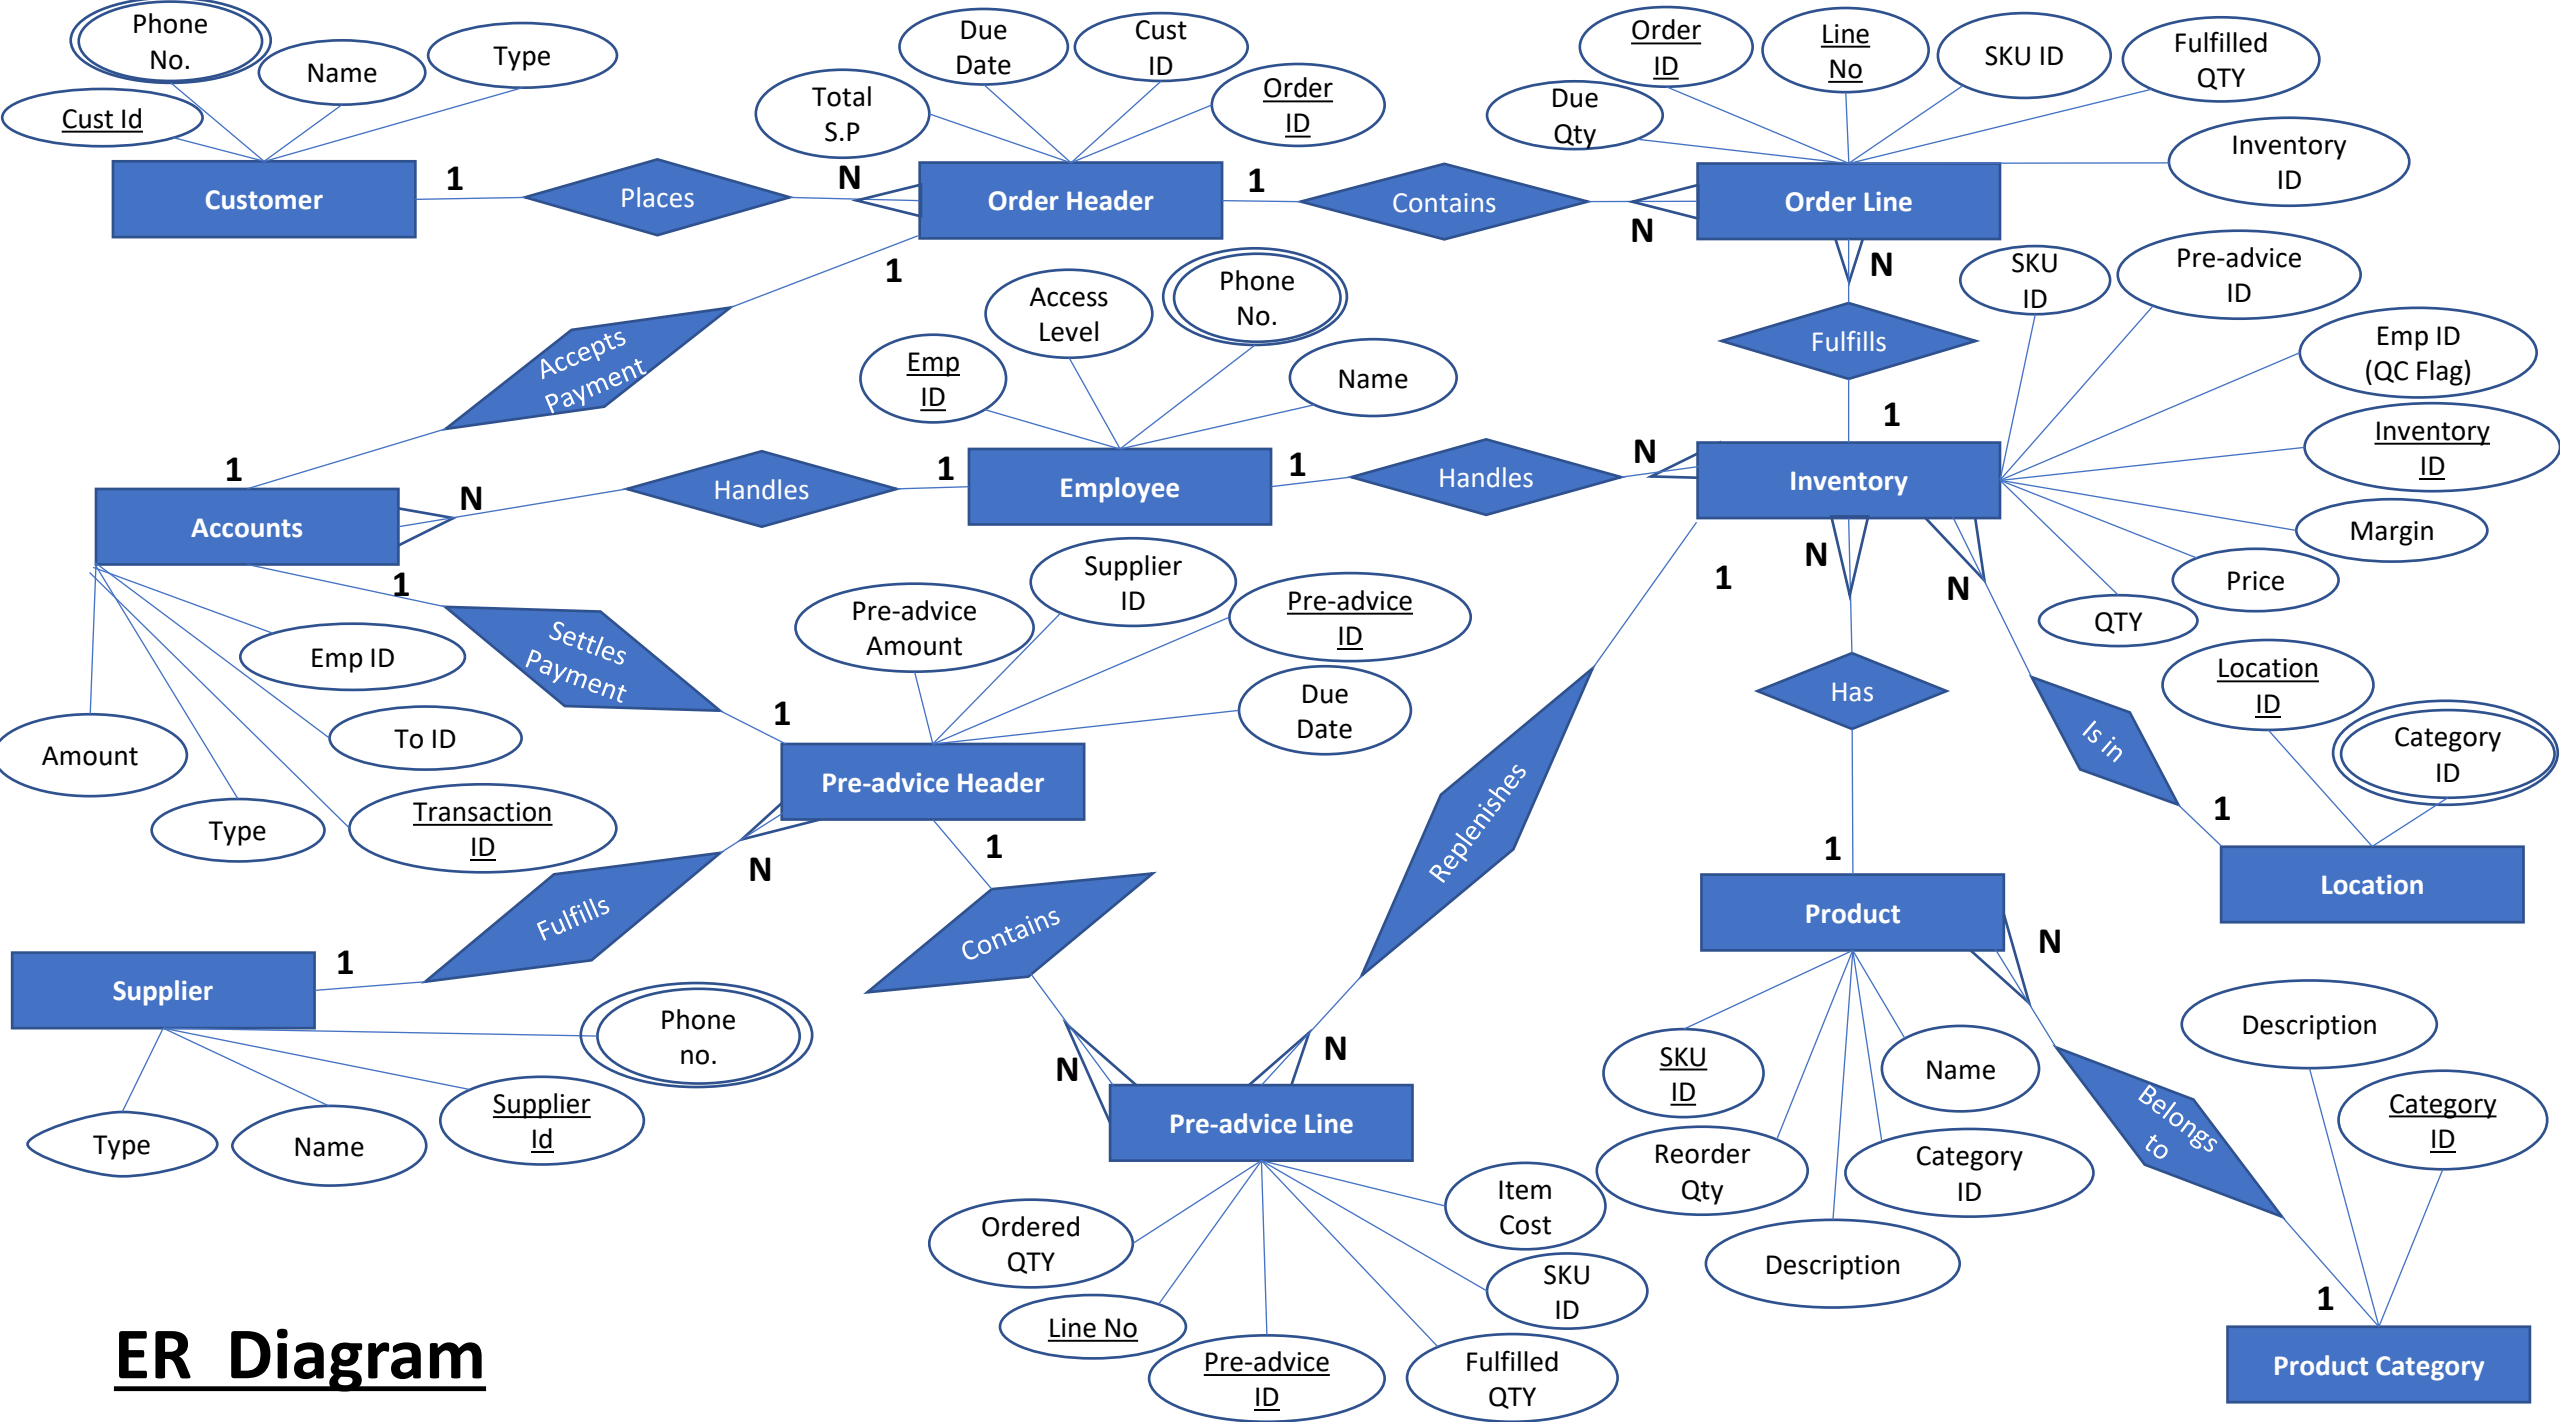 Phone
No.
Name
Type
Cust Id
Customer
1
Places
N
Due
Date
Cust
ID
Total
S.P
Order
ID
Order Header
1
Contains
N
Order
ID
Line
No
SKU ID
Fulfilled
QTY
Due
Qty
Inventory
ID
Order Line
N
Fulfills
1
1
Accepts
Payment
1
Access
Level
Phone
No.
Emp
ID
Name
Employee
1
Handles
N
1
Handles
N
SKU
ID
Pre-advice
ID
Emp ID
(QC Flag)
Inventory
ID
Margin
Price
QTY
Inventory
Accounts
1
Settles
Payment
1
Emp ID
To ID
Amount
Type
Transaction
ID
Supplier
ID
Pre-advice
Amount
Pre-advice
ID
Due
Date
Pre-advice Header
N
Fulfills
1
1
Contains
N
1
Replenishes
N
N
Has
1
N
Is in
1
Location
ID
Category
ID
Location
Product
N
Belongs
to
1
Supplier
Phone
no.
Type
Name
Supplier
Id
Pre-advice Line
Ordered
QTY
Line No
Pre-advice
ID
Fulfilled
QTY
SKU
ID
Item
Cost
SKU
ID
Name
Reorder
Qty
Category
ID
Description
Description
Category
ID
Product Category
ER Diagram